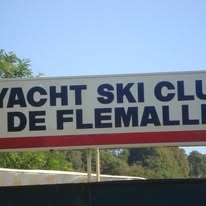 YACHT SKI CLU
DE FLEMALL